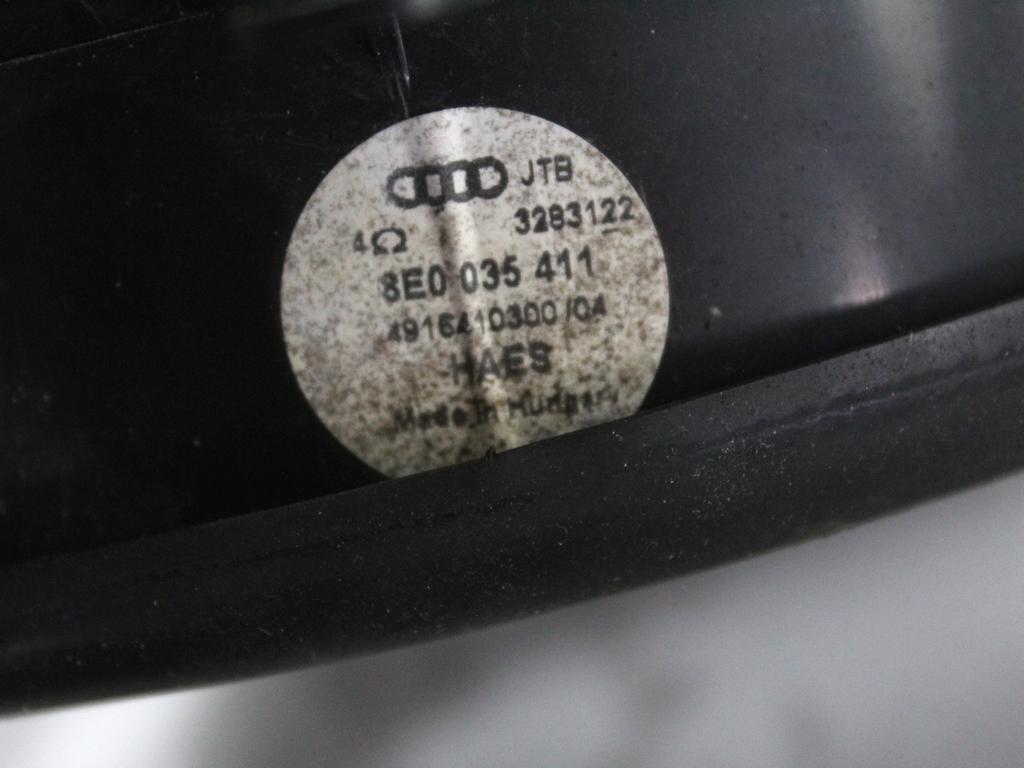 JTB
3283122
4Ω
8E0 035 411
4916410300 /04
HAES
Made in Hungary